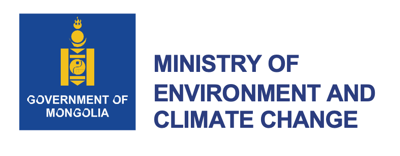 GOVERNMENT OF
MONGOLIA
MINISTRY OF
ENVIRONMENT AND
CLIMATE CHANGE